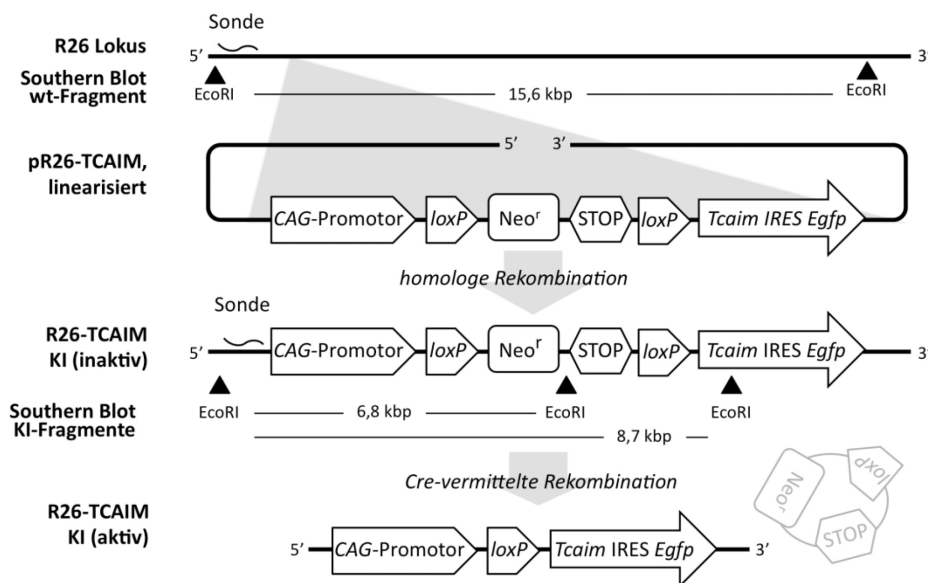 Sonde
R26 Lokus
5’
3’
Southern Blot
wt-Fragment
EcoRI
15,6 kbp
EcoRI
pR26-TCAIM,
linearisiert
5’
3’
CAG-Promotor
loxP
Neoʳ
STOP
loxP
Tcaim IRES Egfp
homologe Rekombination
Sonde
R26-TCAIM
KI (inaktiv)
5’
CAG-Promotor
loxP
Neoʳ
STOP
loxP
Tcaim IRES Egfp
3’
Southern Blot
KI-Fragmente
EcoRI
6,8 kbp
EcoRI
EcoRI
8,7 kbp
Cre-vermittelte Rekombination
Neoʳ
loxP
STOP
R26-TCAIM
KI (aktiv)
5’
CAG-Promotor
loxP
Tcaim IRES Egfp
3’